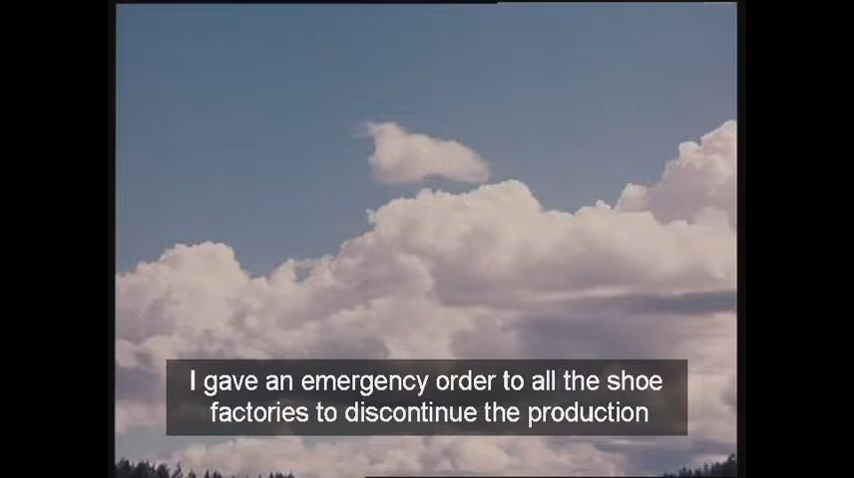 I gave an emergency order to all the shoe
factories to discontinue the production